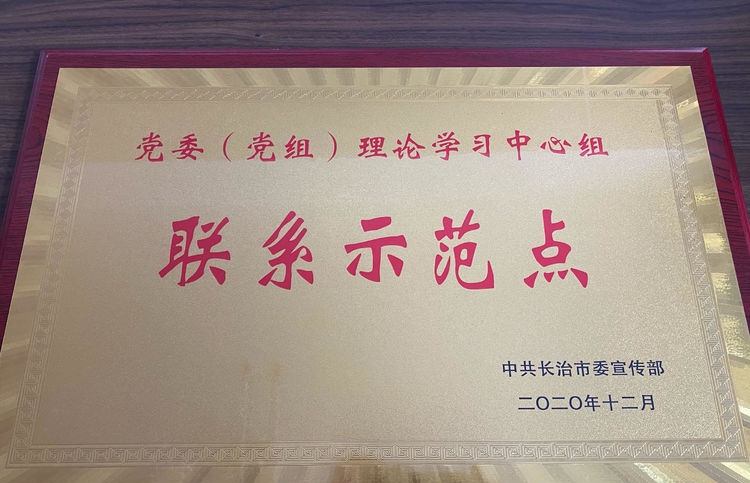 党委（党组）理论学习中心组
联系示范点
中共长治市委宣传部
二〇二〇年十二月